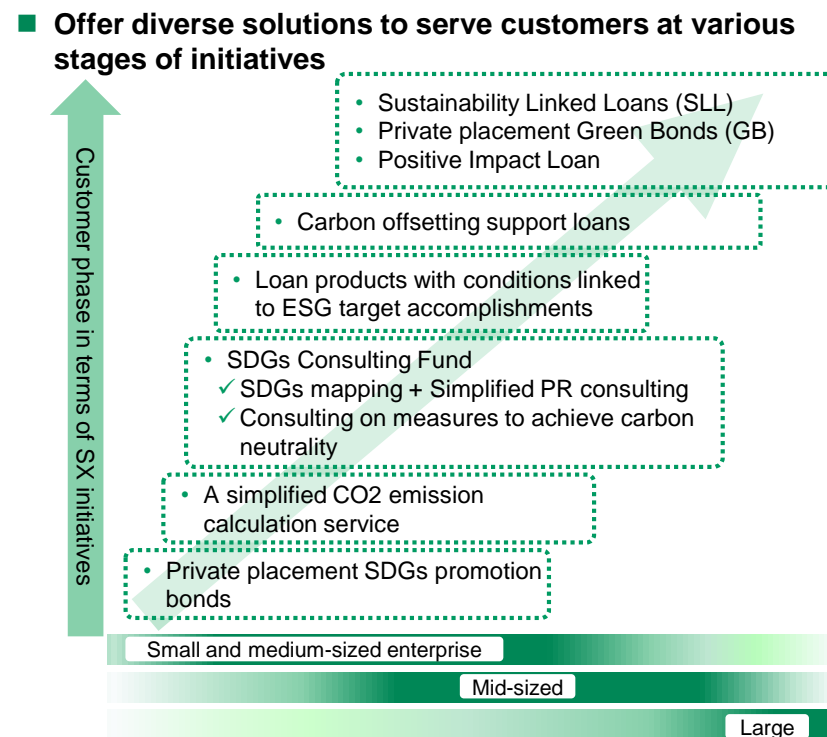 ■ Offer diverse solutions to serve customers at various
stages of initiatives
Customer phase in terms of SX initiatives
• Sustainability Linked Loans (SLL)
• Private placement Green Bonds (GB)
• Positive Impact Loan
• Carbon offsetting support loans
• Loan products with conditions linked
to ESG target accomplishments
• SDGs Consulting Fund
✓ SDGs mapping + Simplified PR consulting
✓ Consulting on measures to achieve carbon
neutrality
• A simplified CO2 emission
calculation service
• Private placement SDGs promotion
bonds
Small and medium-sized enterprise
Mid-sized
Large